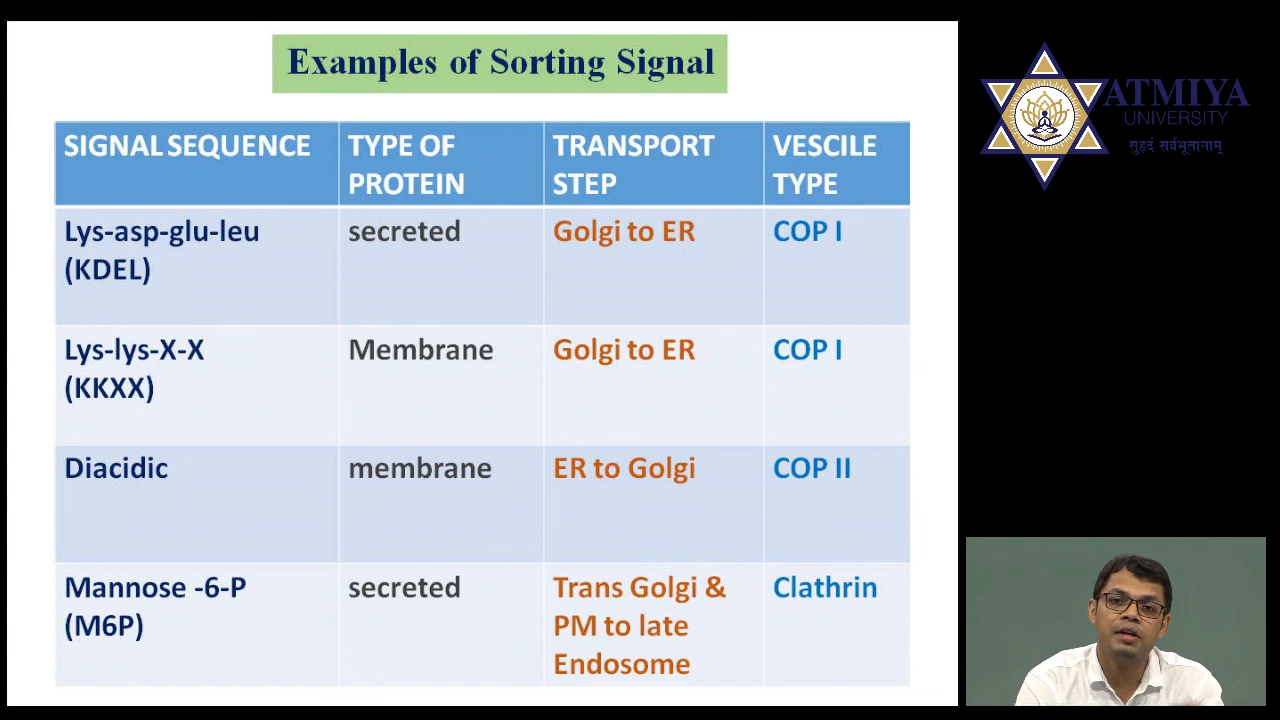 Examples of Sorting Signal
SIGNAL SEQUENCE
TYPE OF
PROTEIN
TRANSPORT
STEP
VESCILE
TYPE
Lys-asp-glu-leu
(KDEL)
secreted
Golgi to ER
COP I
Lys-lys-X-X
(KKXX)
Membrane
Golgi to ER
COP I
Diacidic
membrane
ER to Golgi
COP II
Mannose -6-P
(M6P)
secreted
Trans Golgi &
PM to late
Endosome
Clathrin
ATMIYA
UNIVERSITY
सुहृदं सर्वभूतानाम्